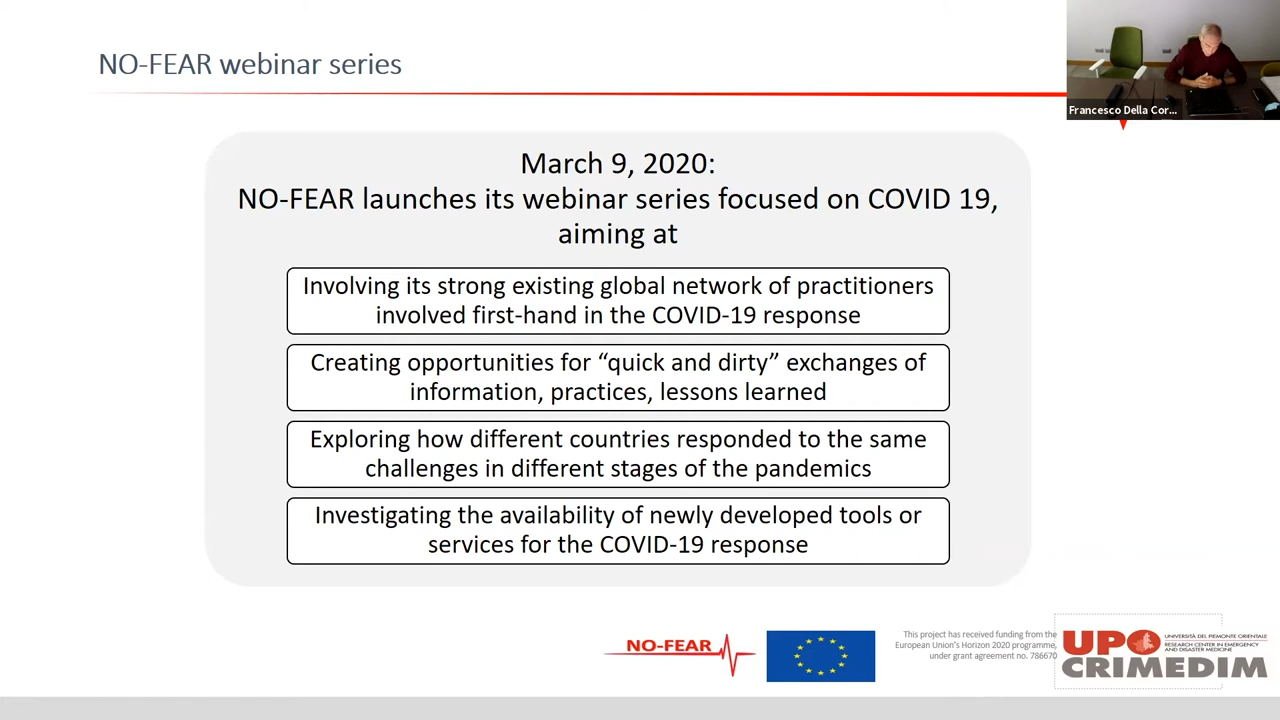 NO-FEAR webinar series
Francesco Della Cor...
March 9, 2020:
NO-FEAR launches its webinar series focused on COVID 19,
aiming at
Involving its strong existing global network of practitioners
involved first-hand in the COVID-19 response
Creating opportunities for “quick and dirty” exchanges of
information, practices, lessons learned
Exploring how different countries responded to the same
challenges in different stages of the pandemics
Investigating the availability of newly developed tools or
services for the COVID-19 response
NO-FEAR
This project has received funding from the
European Union's Horizon 2020 programme,
under grant agreement no. 786670
UPO
UNIVERSITÀ DEL PIEMONTE ORIENTALE
RESEARCH CENTER IN EMERGENCY
AND DISASTER MEDICINE
CRIMEDIM